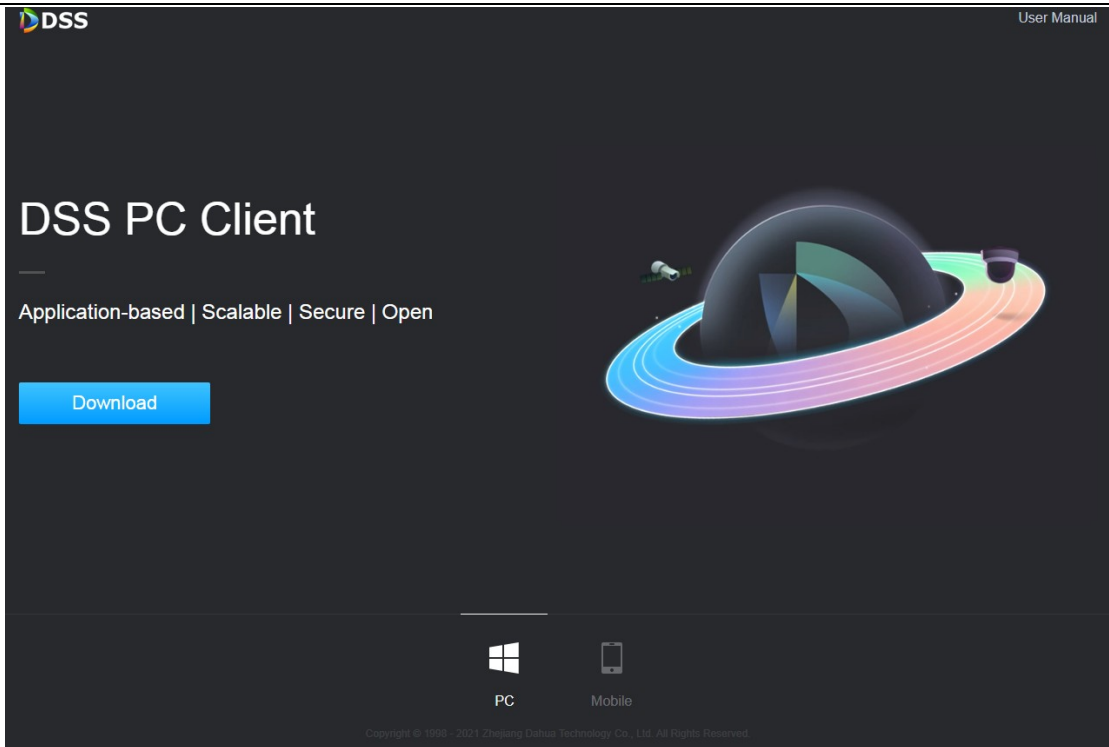 DSS
User Manual
DSS PC Client
Application-based | Scalable | Secure | Open
Download
PC
Mobile
Copyright © 1998 - 2021 Zhejiang Dahua Technology Co., Ltd. All Rights Reserved.